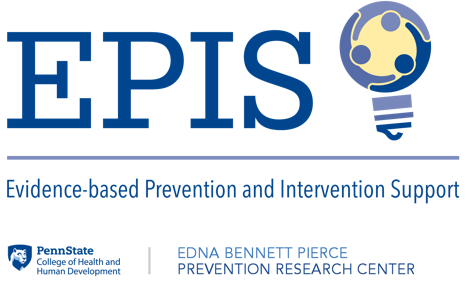 EPIS
Evidence-based Prevention and Intervention Support
PennState
College of Health and
Human Development
EDNA BENNETT PIERCE
PREVENTION RESEARCH CENTER